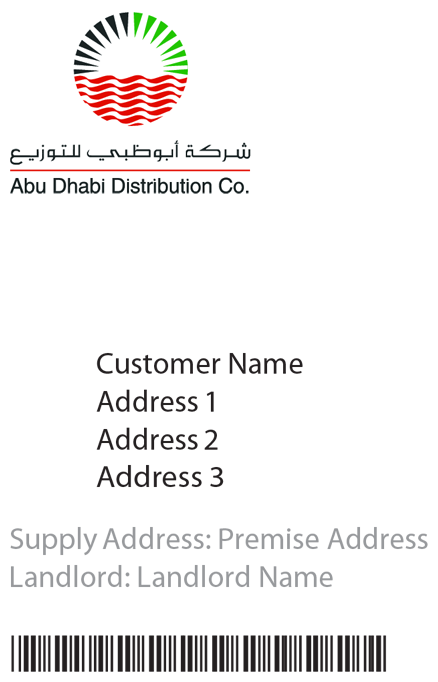 شركة أبوظبي للتوزيع
Abu Dhabi Distribution Co.
Customer Name
Address 1
Address 2
Address 3
Supply Address: Premise Address
Landlord: Landlord Name